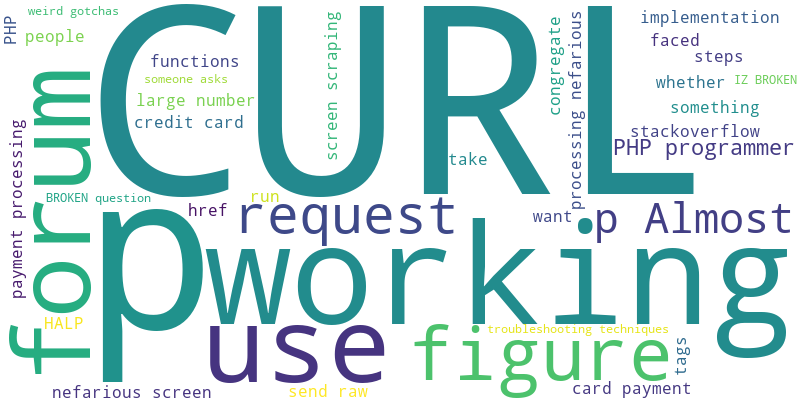 weird gotchas
PHP
people
CURL
functions
someone asks
large number
credit card
screen scraping
congregate
processing nefarious
implementation
faced
steps
whether
IZ BROKEN
something
stackoverflow
PHP programmer
take
forum
payment processing
BROKEN question
run
href
request
want
p Almost
p
working
HALP
use
figure
troubleshooting techniques
tags
nefarious screen
send raw
card payment